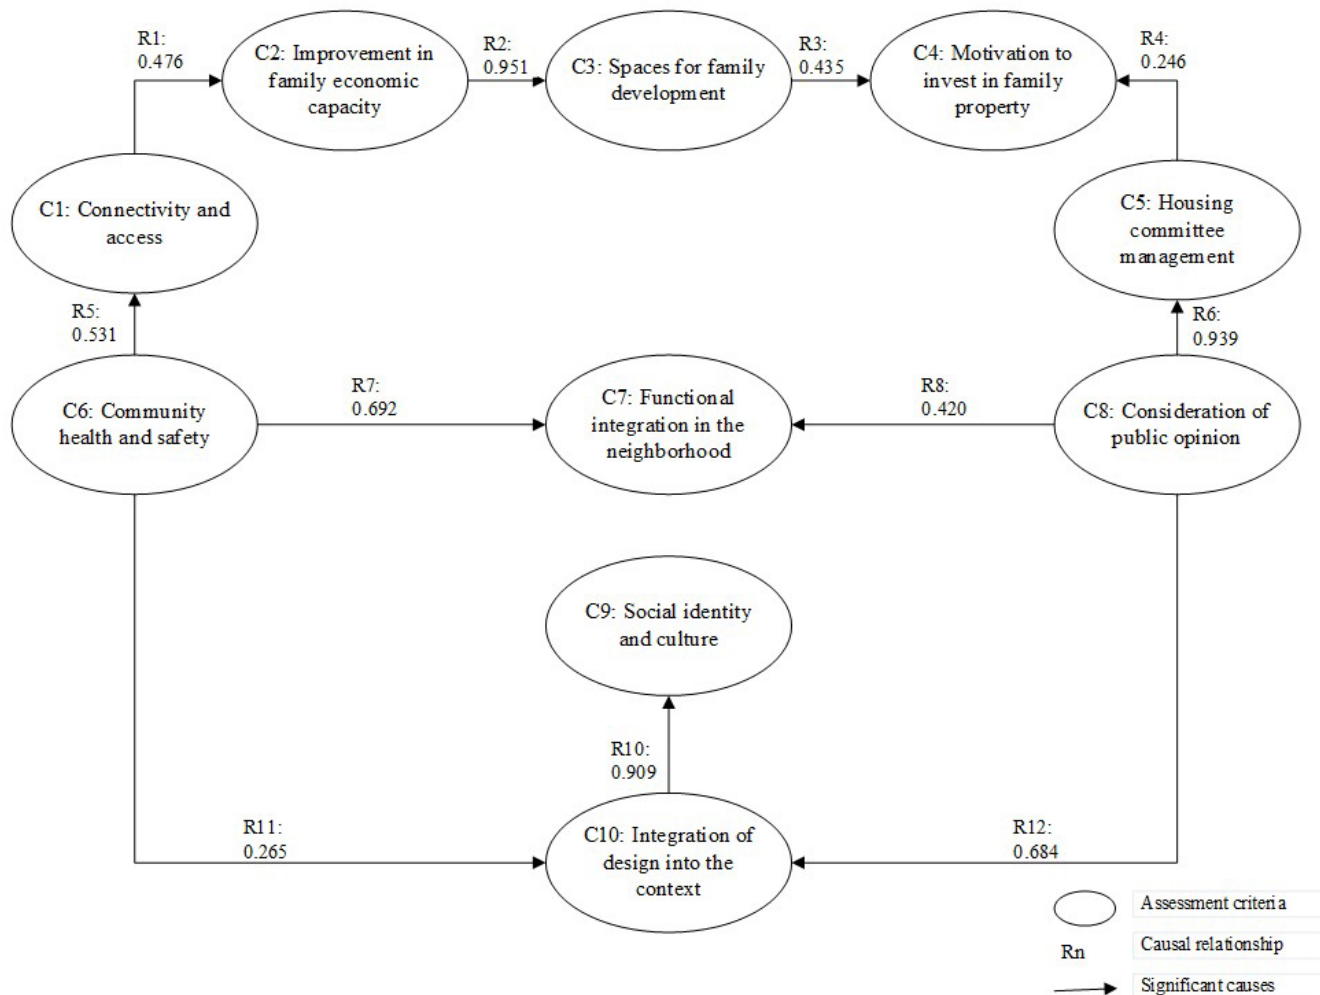 R1:
0.476
C2: Improvement in
family economic
capacity
R2:
0.951
C3: Spaces for family
development
R3:
0.435
C4: Motivation to
invest in family
property
R4:
0.246
C1: Connectivity and
access
C5: Housing
committee
management
R5:
0.531
R6:
0.939
C6: Community
health and safety
R7:
0.692
C7: Functional
integration in the
neighborhood
R8:
0.420
C8: Consideration of
public opinion
C9: Social identity
and culture
R10:
0.909
R11:
0.265
C10: Integration of
design into the
context
R12:
0.684
Assessment criteria
Rn
Causal relationship
Significant causes